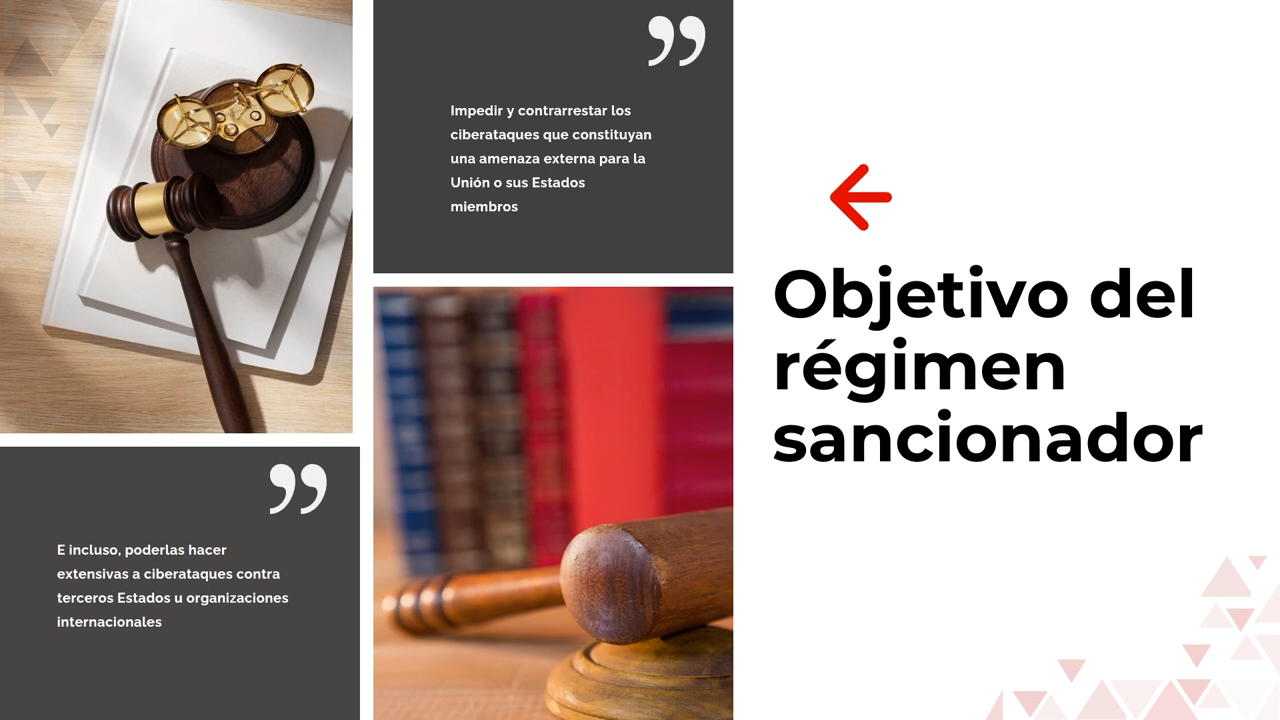 ”
Impedir y contrarrestar los
ciberataques que constituyan
una amenaza externa para la
Unión o sus Estados
miembros
”
E incluso, poderlas hacer
extensivas a ciberataques contra
terceros Estados u organizaciones
internacionales
Objetivo del
régimen
sancionador